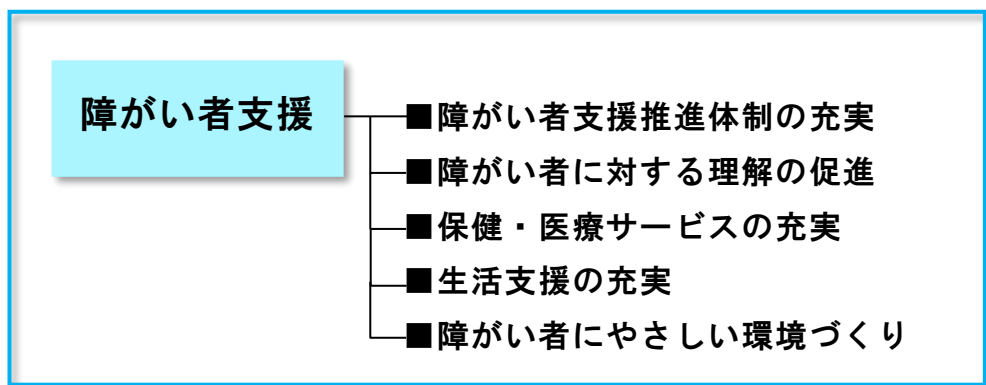 障がい者支援
■障がい者支援推進体制の充実
■障がい者に対する理解の促進
■保健・医療サービスの充実
■生活支援の充実
■障がい者にやさしい環境づくり